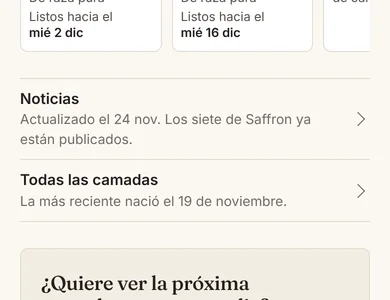 Listos hacia el
mié 2 dic
Listos hacia el
mié 16 dic
Noticias
Actualizado el 24 nov. Los siete de Saffron ya
están publicados.
Todas las camadas
La más reciente nació el 19 de noviembre.
¿Quiere ver la próxima